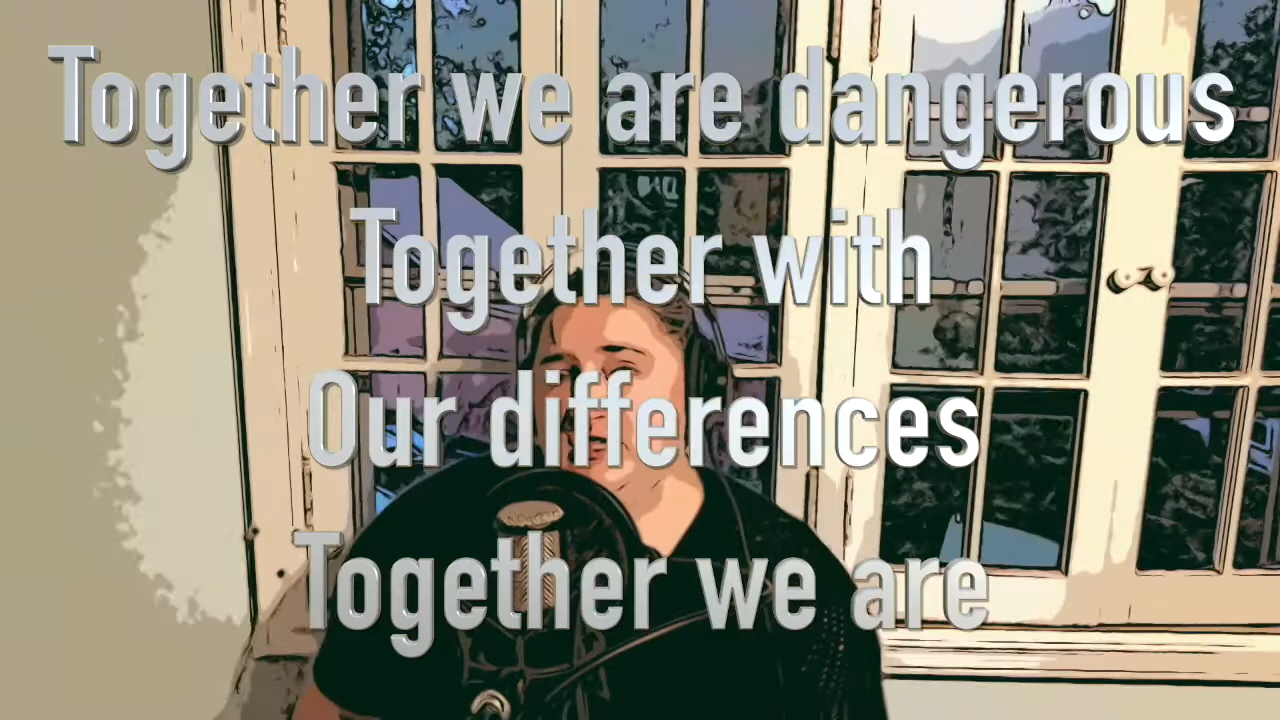 Together we are dangerous
Together with
Our differences
Together we are